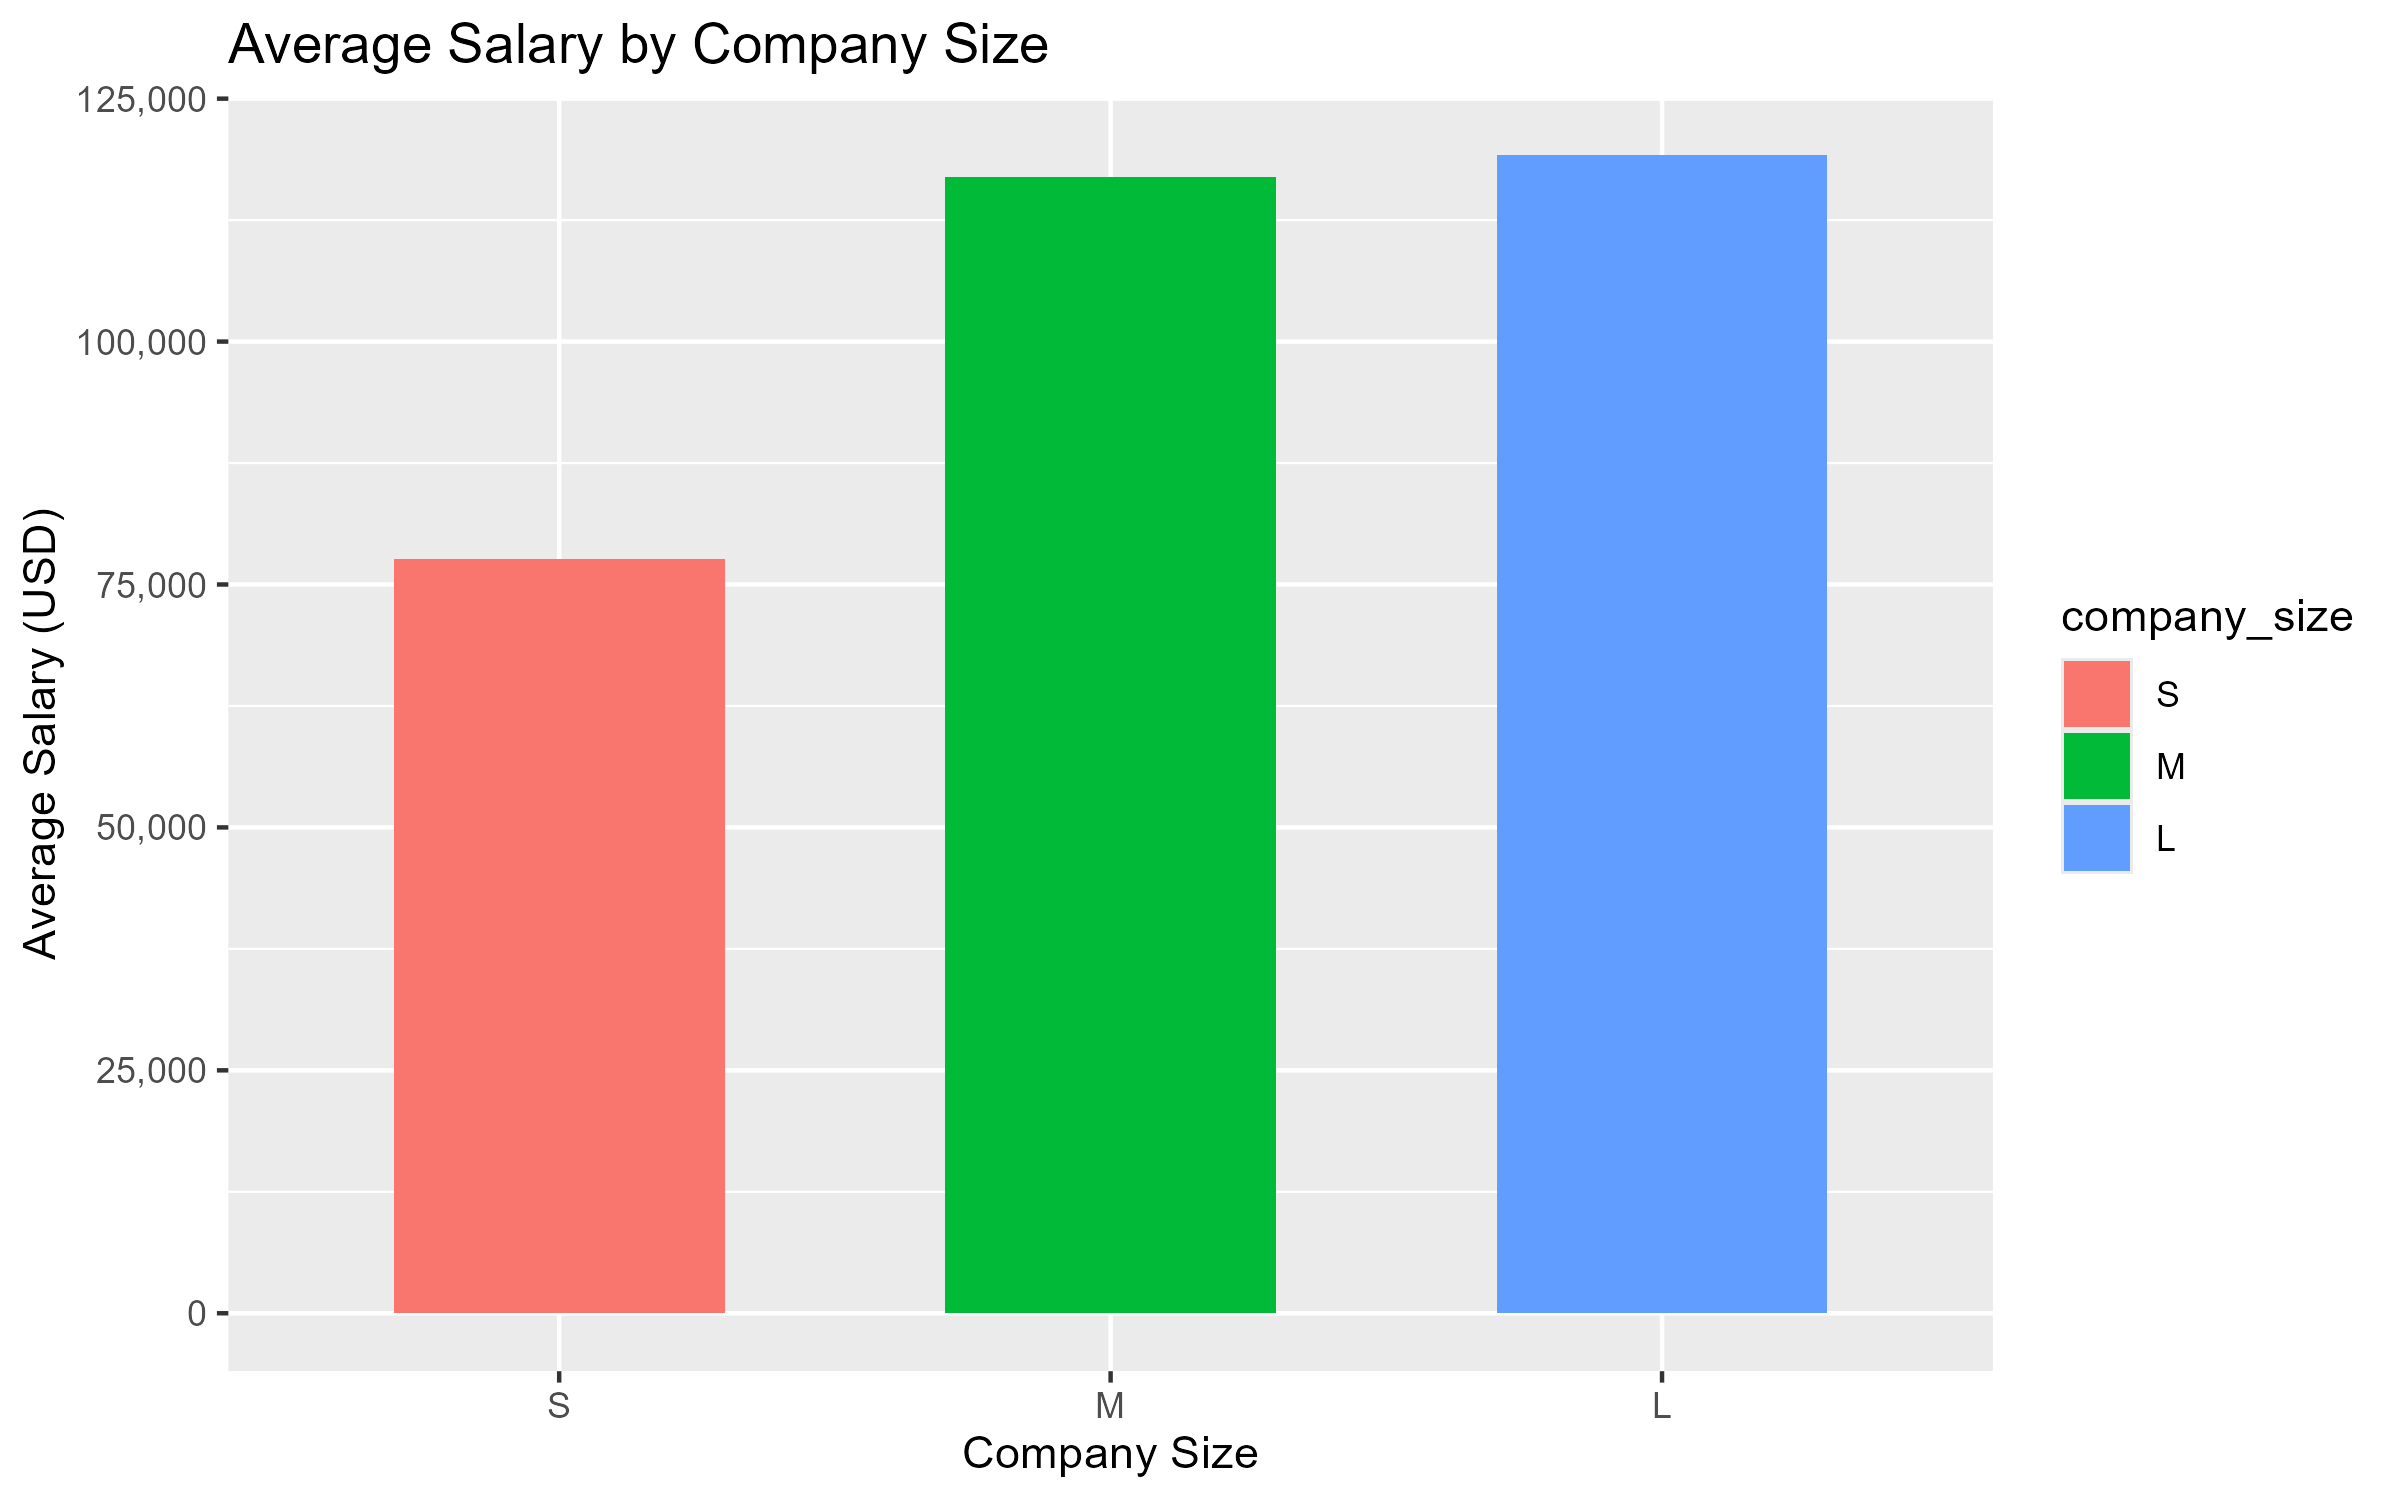 Average Salary by Company Size
125,000
100,000
75,000
50,000
25,000
0
Average Salary (USD)
S
M
L
Company Size
company_size
S
M
L